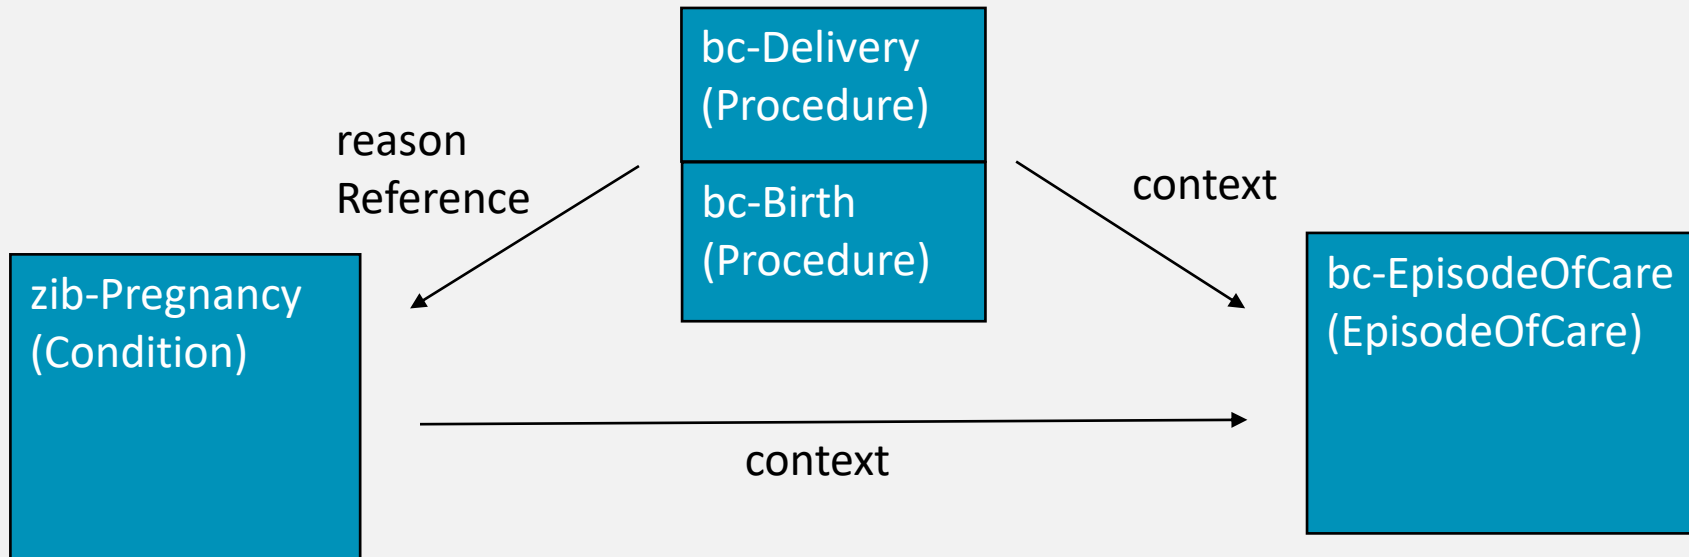 bc-Delivery
(Procedure)
reason
Reference
context
bc-Birth
(Procedure)
zib-Pregnancy
(Condition)
bc-EpisodeOfCare
(EpisodeOfCare)
context